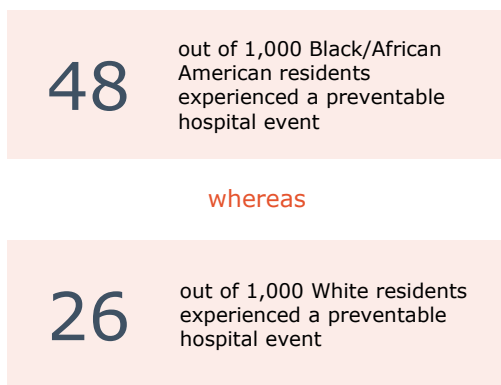 48
out of 1,000 Black/African
American residents
experienced a preventable
hospital event
whereas
26
out of 1,000 White residents
experienced a preventable
hospital event